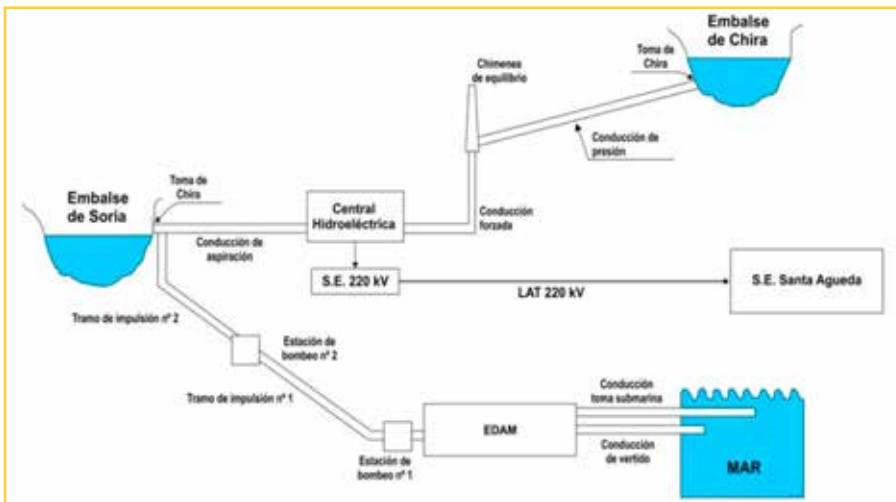 Embalse
de Chira
Toma de
Chira
Chimenea
de equilibrio
Conducción de
presión
Embalse
de Soria
Toma de
Chira
Central
Hidroeléctrica
Conducción
forzada
Conducción de
aspiración
S.E. 220 kV
LAT 220 kV
S.E. Santa Agueda
Tramo de impulsión nº 2
Estación de
bombeo nº 2
Tramo de impulsión nº 1
Conducción
toma submarina
EDAM
Estación de
bombeo nº 1
Conducción
de vertido
MAR